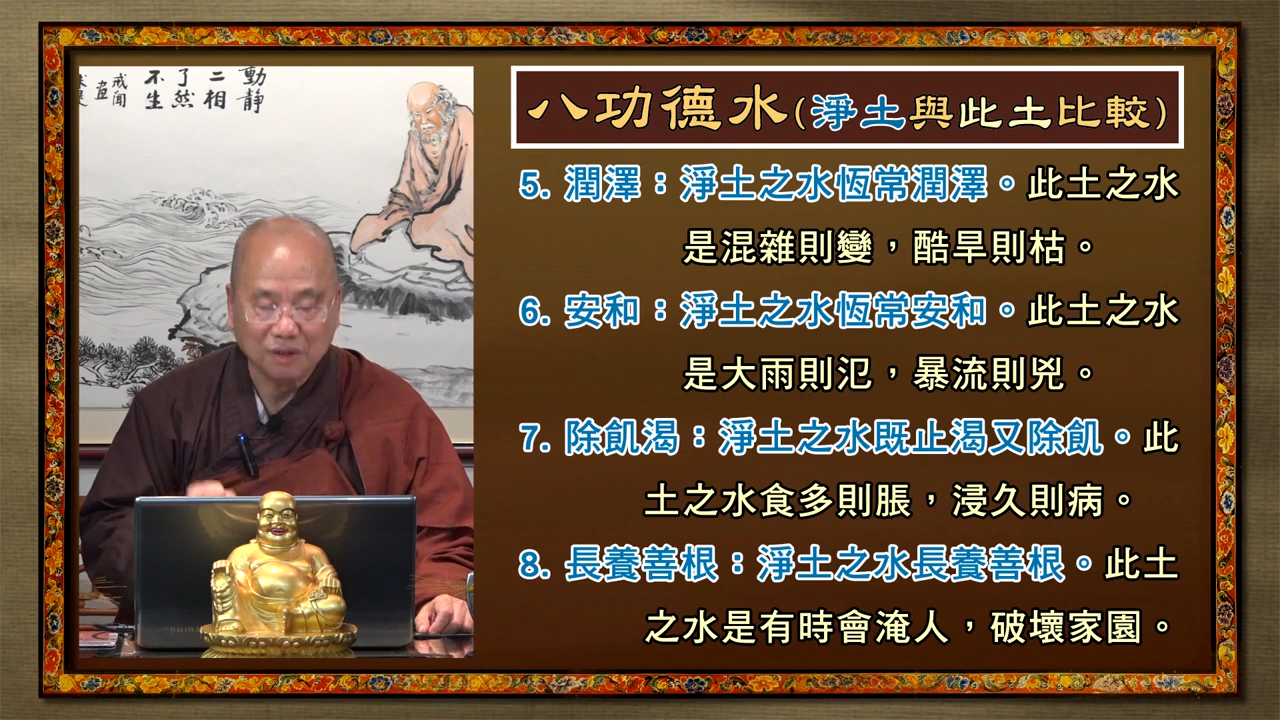 動靜
二相
了然
不生
戒聞
畫
八功德水(淨土與此土比較)
5. 潤澤：淨土之水恆常潤澤。此土之水
是混雜則變，酷旱則枯。
6. 安和：淨土之水恆常安和。此土之水
是大雨則氾，暴流則兇。
7. 除飢渴：淨土之水既止渴又除飢。此
土之水食多則脹，浸久則病。
8. 長養善根：淨土之水長養善根。此土
之水是有時會淹人，破壞家園。